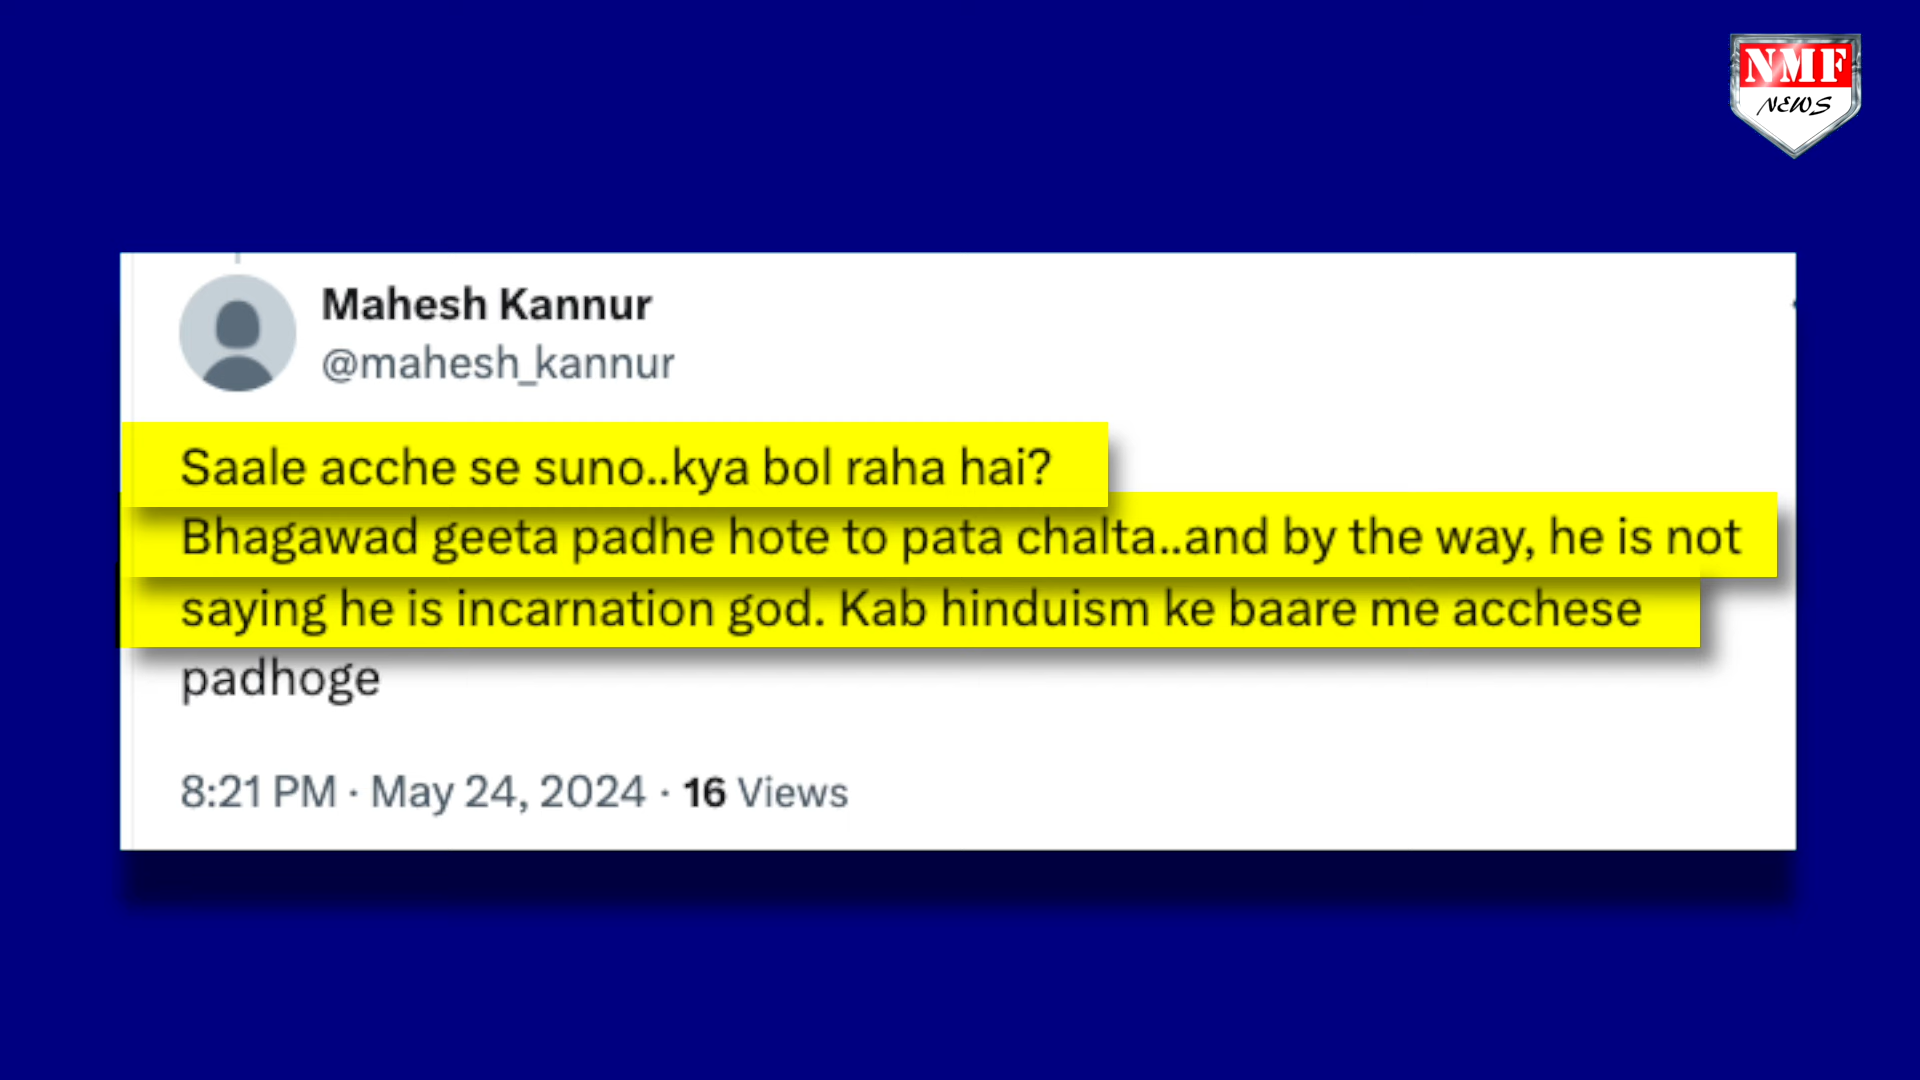 NMF
NEWS
Mahesh Kannur
@mahesh_kannur
Saale acche se suno..kya bol raha hai?
Bhagawad geeta padhe hote to pata chalta..and by the way, he is not
saying he is incarnation god. Kab hinduism ke baare me acchese
padhoge
8:21 PM · May 24, 2024 · 16 Views